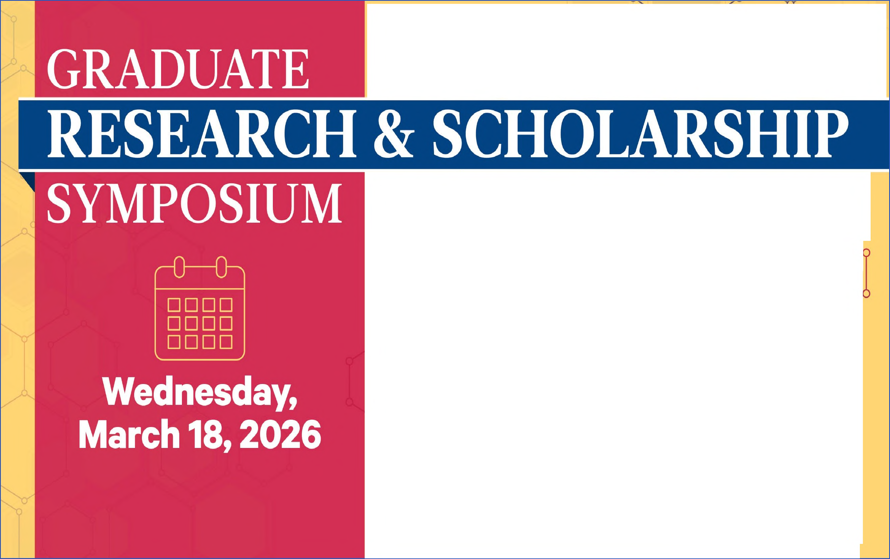 GRADUATE
RESEARCH & SCHOLARSHIP
SYMPOSIUM
Wednesday,
March 18, 2026